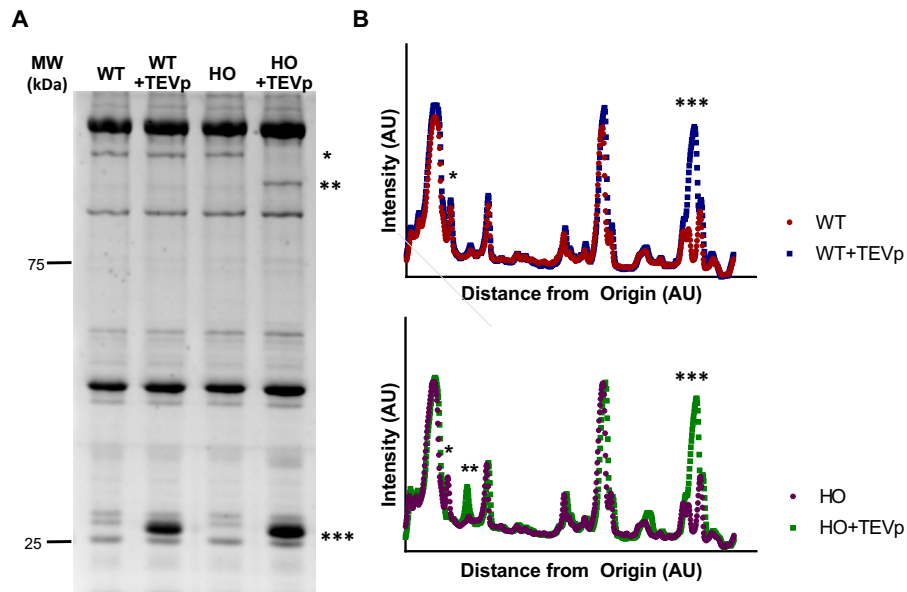 A
MW
(kDa)
WT
WT
+TEVp
HO
HO
+TEVp
*
**
75
25
***
B
Intensity (AU)
*
***
Distance from Origin (AU)
WT
WT+TEVp
Intensity (AU)
*
**
***
Distance from Origin (AU)
HO
HO+TEVp